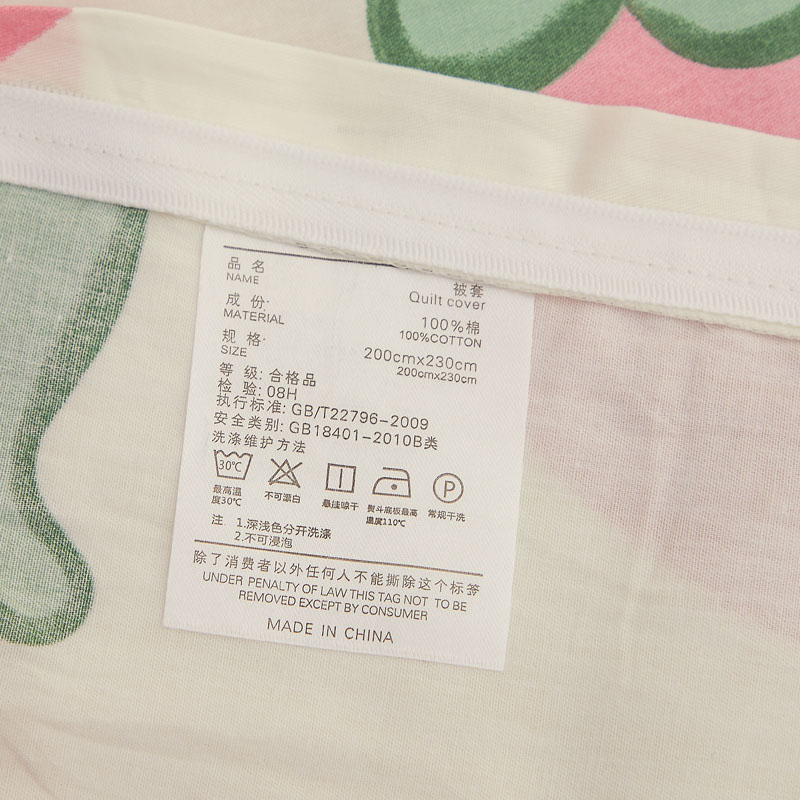 品 名
NAME
被套
Quilt cover
成 份:
MATERIAL
100%棉
100%COTTON
规 格:
SIZE
200cmx230cm
200cmx230cm
等 级: 合格品
检 验: 08H
执行标准: GB/T22796-2009
安全类别: GB18401-2010B类
洗涤维护方法
30℃
P
最高温
度30℃
不可漂白
悬挂晾干
熨斗底板最高
温度110℃
常规干洗
注 1.深浅色分开洗涤
2.不可浸泡
除了消费者以外任何人不能撕除这个标签
UNDER PENALTY OF LAW THIS TAG NOT TO BE
REMOVED EXCEPT BY CONSUMER
MADE IN CHINA